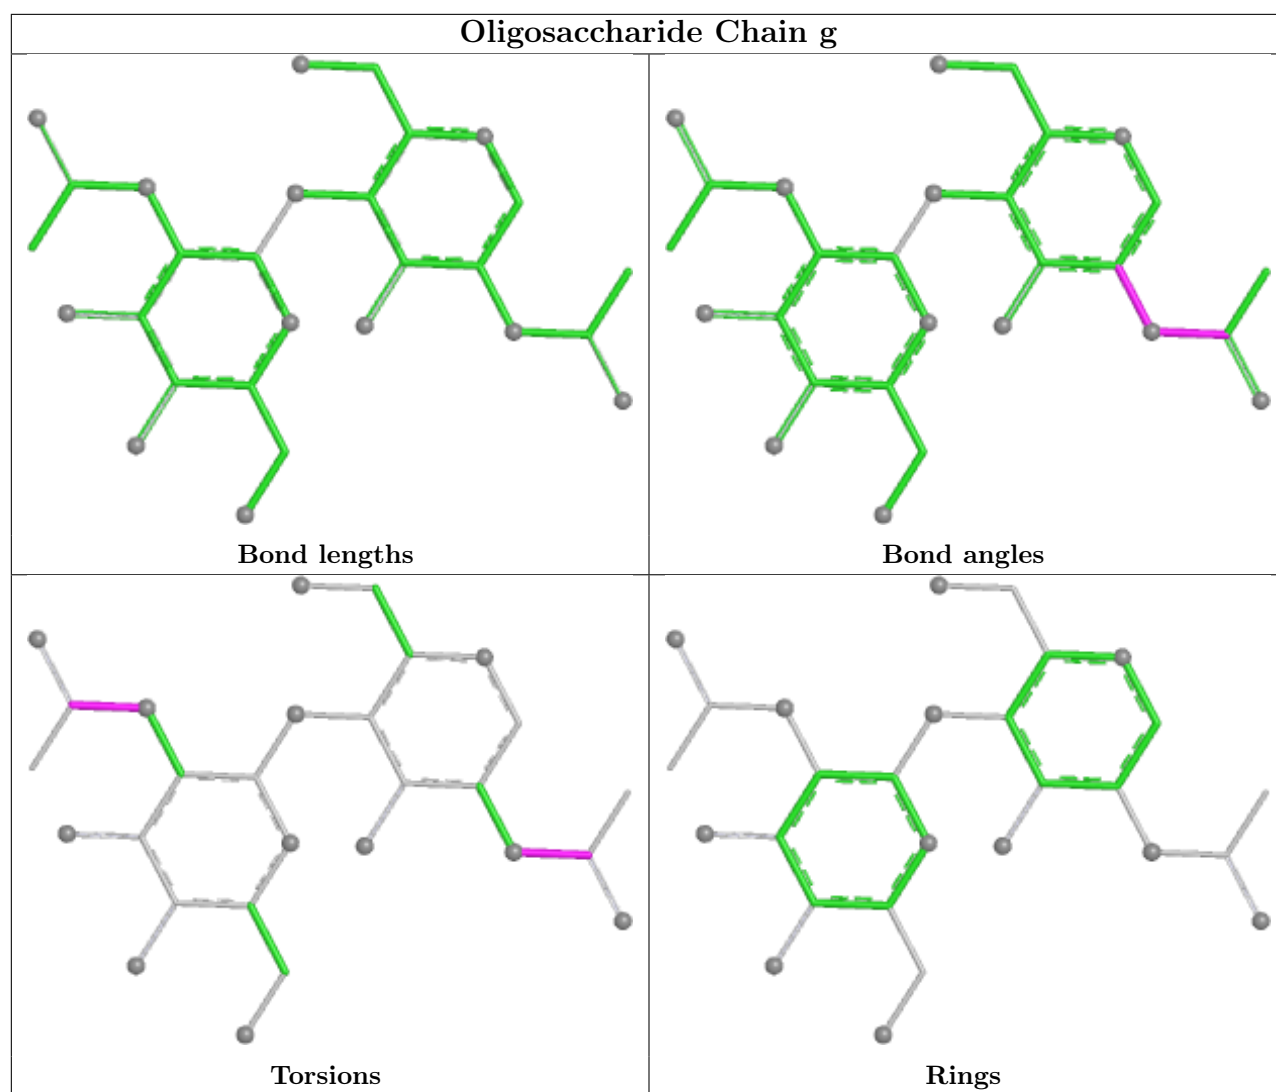 Oligosaccharide Chain g
Bond lengths
Bond angles
Torsions
Rings